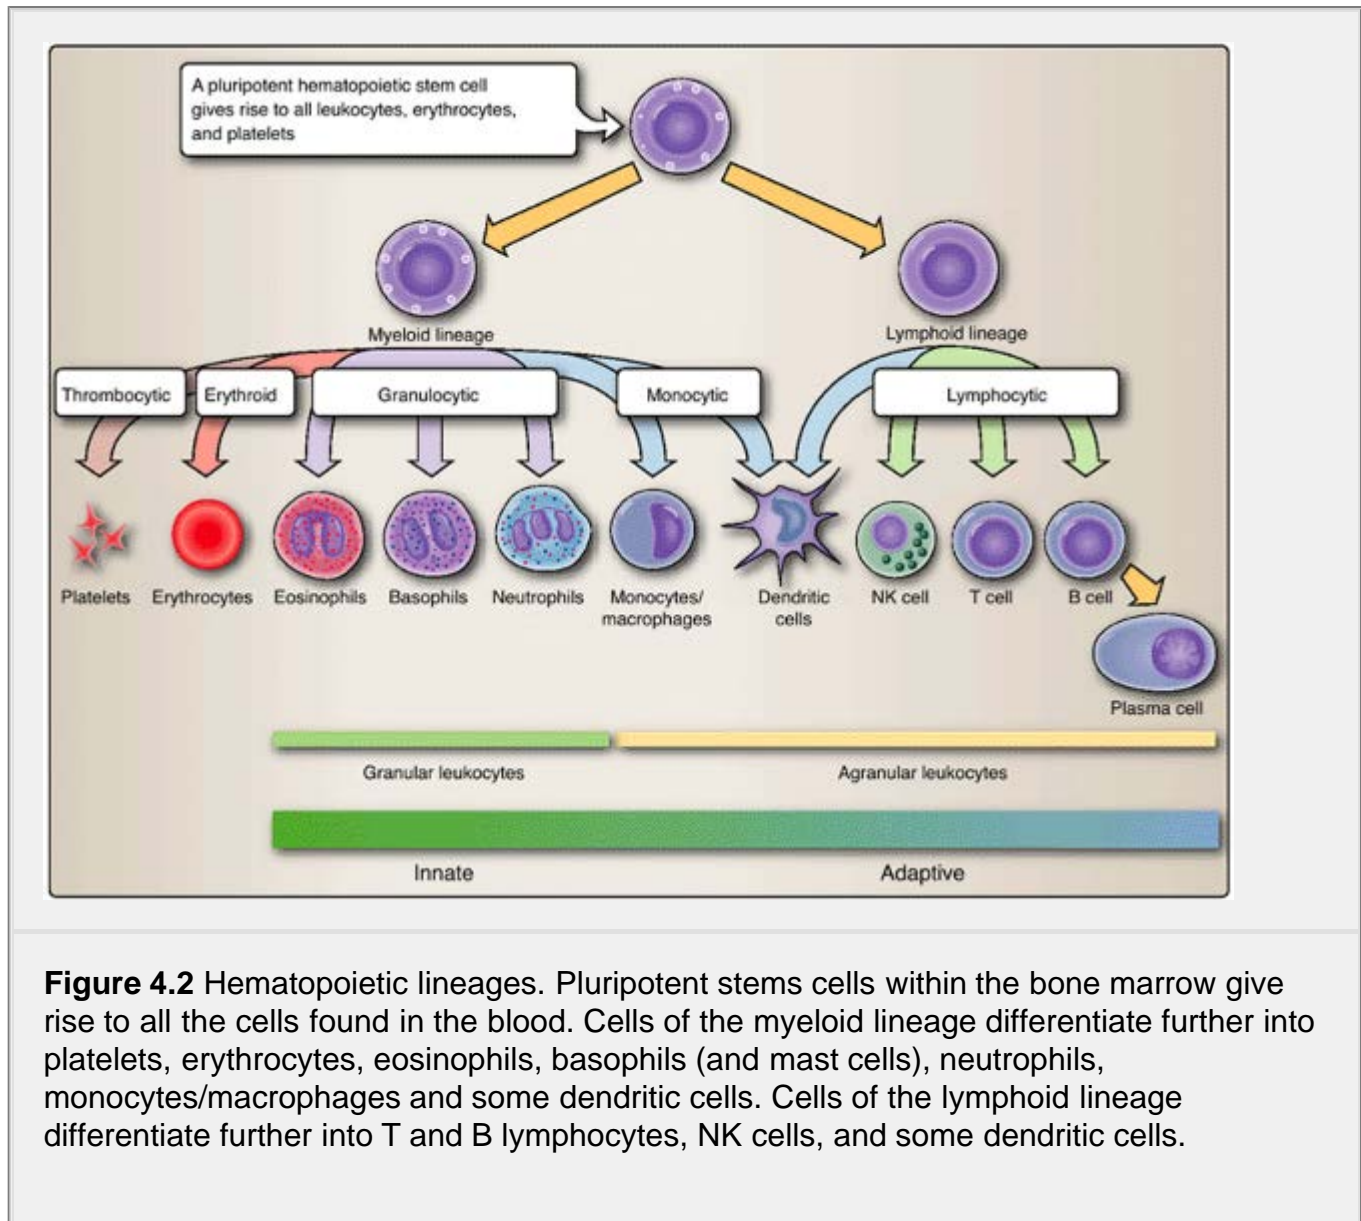 A pluripotent hematopoietic stem cell
gives rise to all leukocytes, erythrocytes,
and platelets
Myeloid lineage
Lymphoid lineage
Thrombocytic
Erythroid
Granulocytic
Monocytic
Lymphocytic
Platelets
Erythrocytes
Eosinophils
Basophils
Neutrophils
Monocytes/
macrophages
Dendritic
cells
NK cell
T cell
B cell
Plasma cell
Granular leukocytes
Agranular leukocytes
Innate
Adaptive
Figure 4.2 Hematopoietic lineages. Pluripotent stems cells within the bone marrow give
rise to all the cells found in the blood. Cells of the myeloid lineage differentiate further into
platelets, erythrocytes, eosinophils, basophils (and mast cells), neutrophils,
monocytes/macrophages and some dendritic cells. Cells of the lymphoid lineage
differentiate further into T and B lymphocytes, NK cells, and some dendritic cells.